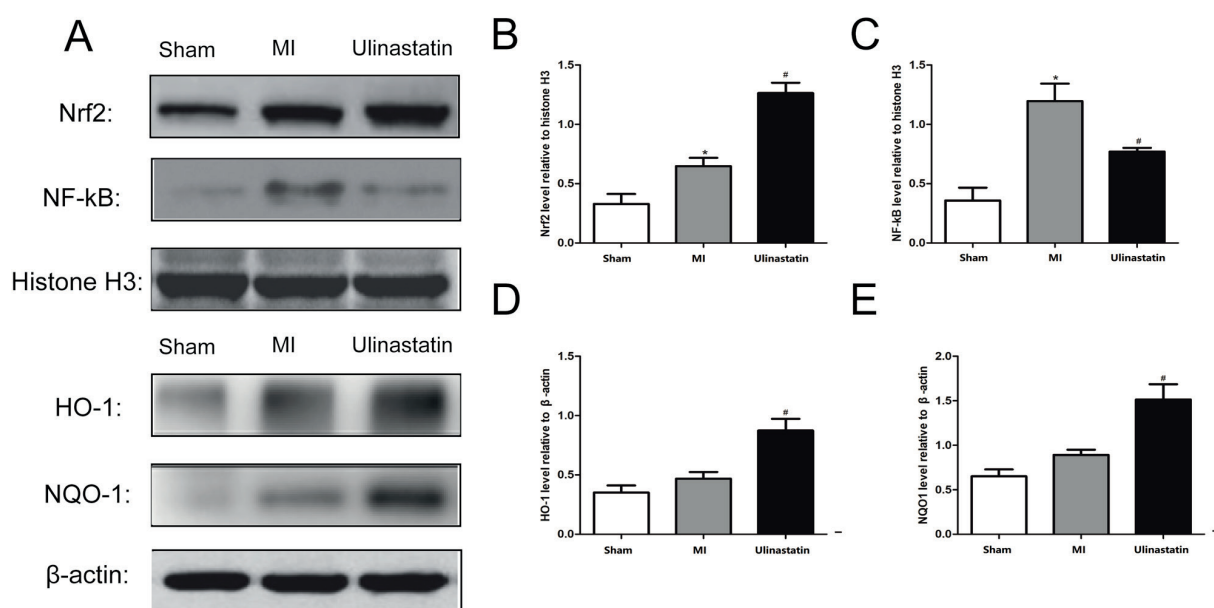 A
Sham MI Ulinastatin
Nrf2:
NF-kB:
Histone H3:
Sham MI Ulinastatin
HO-1:
NQO-1:
β-actin:
B
Nrf2 level relative to histone H3
1.5
1.0
0.5
0.0
*
#
Sham MI Ulinastatin
C
NF-kB level relative to histone H3
1.5
1.0
0.5
0.0
*
#
Sham MI Ulinastatin
D
HO-1 level relative to β-actin
1.5
1.0
0.5
0.0
#
Sham MI Ulinastatin
E
NQO1 level relative to β-actin
2.0
1.5
1.0
0.5
0.0
#
Sham MI Ulinastatin